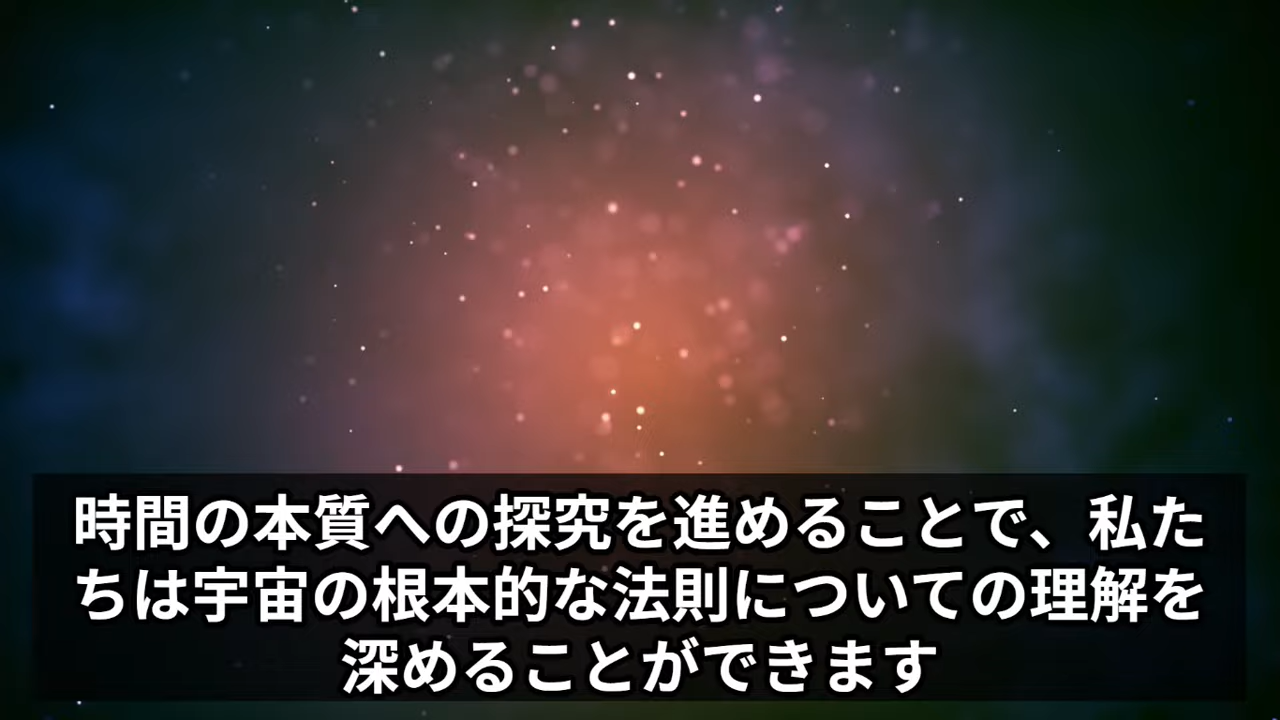 時間の本質への探究を進めることで、私た
ちは宇宙の根本的な法則についての理解を
深めることができます